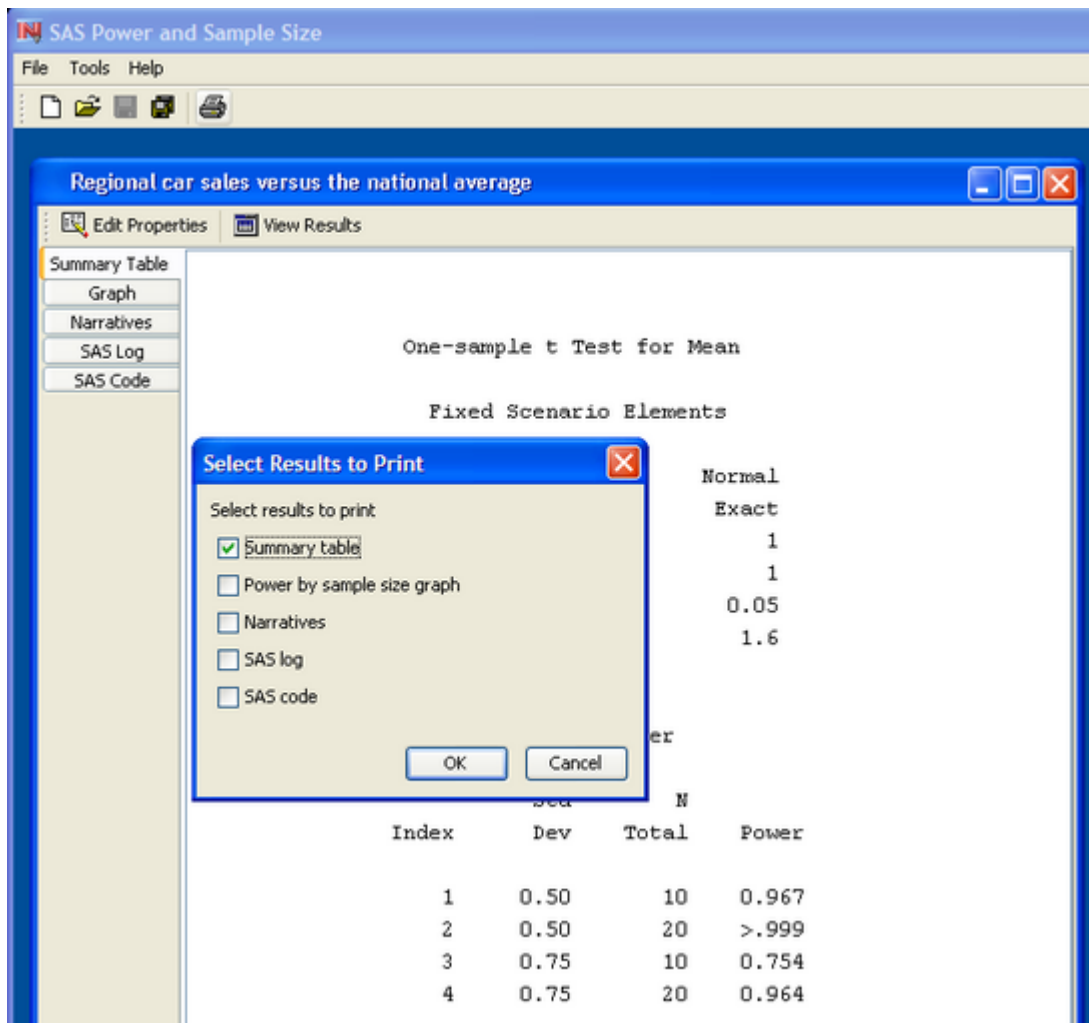 SAS Power and Sample Size
File Tools Help
Regional car sales versus the national average
Edit Properties View Results
Summary Table
Graph
Narratives
SAS Log
SAS Code
One-sample t Test for Mean
Fixed Scenario Elements
Normal
Exact
1
1
0.05
1.6
Select Results to Print
Select results to print
Summary table
Power by sample size graph
Narratives
SAS log
SAS code
OK Cancel
er
N
Index Dev Total Power
1 0.50 10 0.967
2 0.50 20 >.999
3 0.75 10 0.754
4 0.75 20 0.964